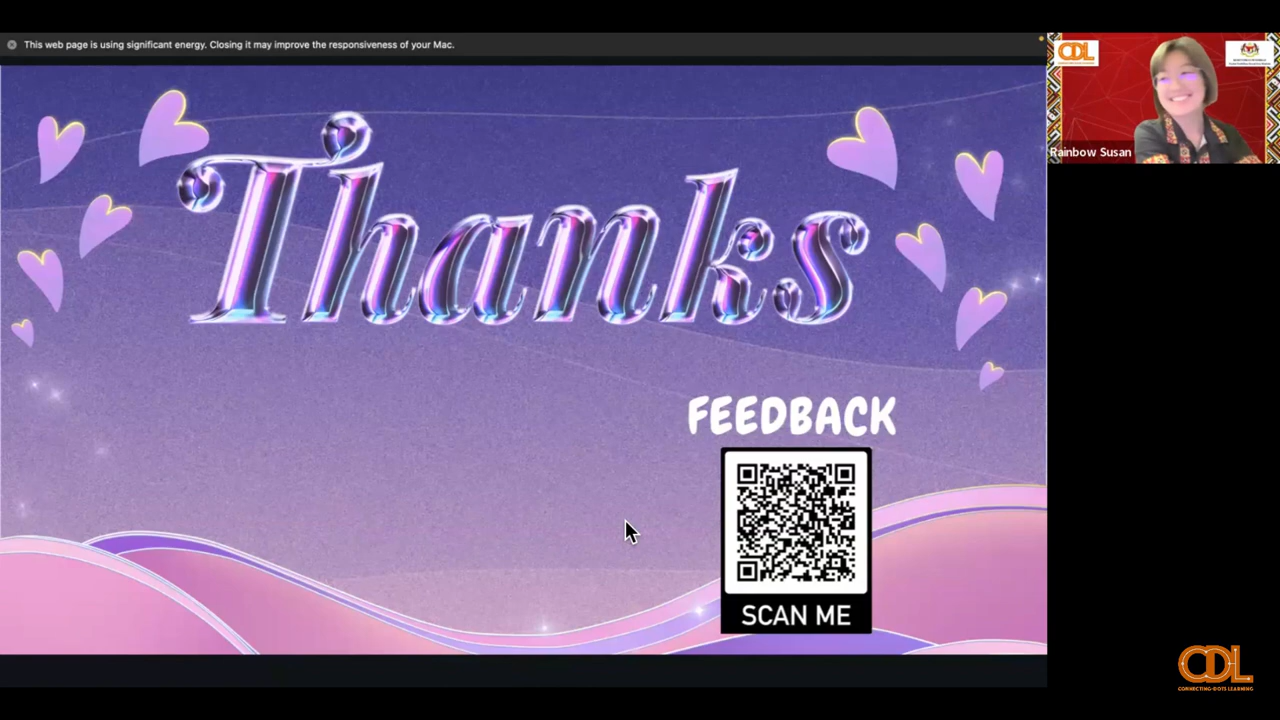 This web page is using significant energy. Closing it may improve the responsiveness of your Mac.
Thanks
FEEDBACK
SCAN ME
CDL
Rainbow Susan
CDL
CONNECTING-DOTS LEARNING